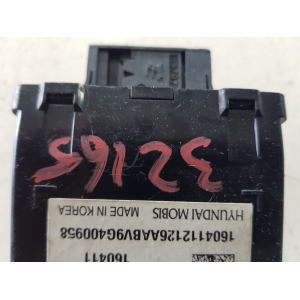 32165
HYUNDAI MOBIS MADE IN KOREA
1604112126AABV9G400958
160411